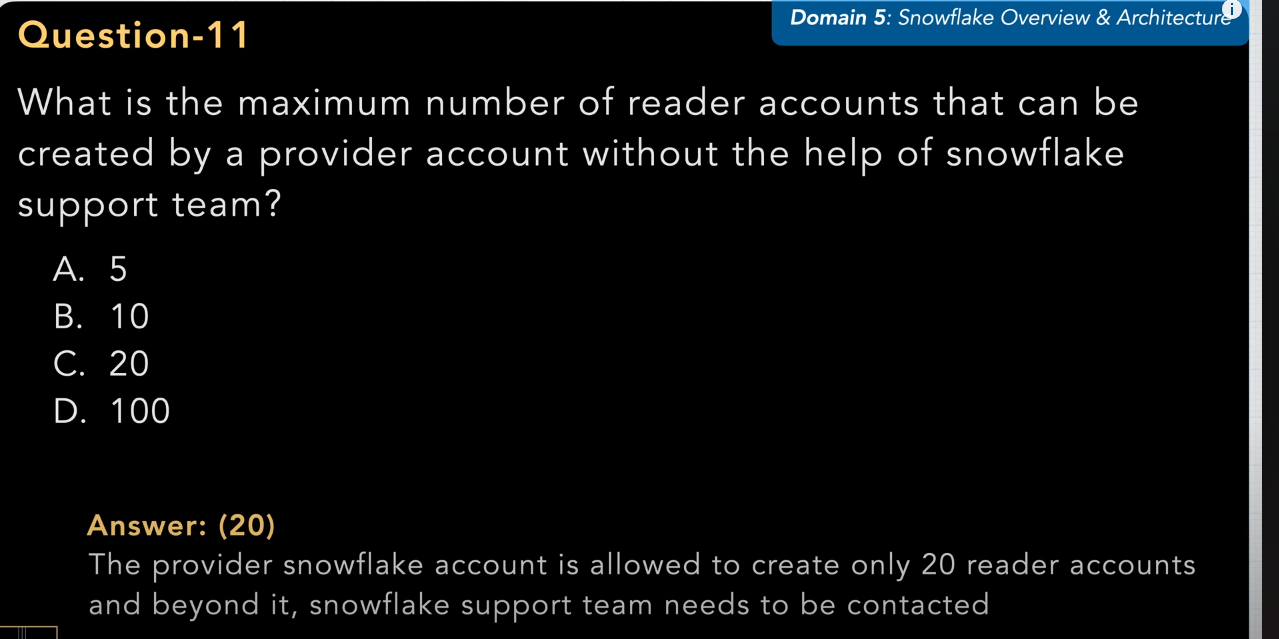 Question-11
Domain 5: Snowflake Overview & Architecture
i
What is the maximum number of reader accounts that can be
created by a provider account without the help of snowflake
support team?
A. 5
B. 10
C. 20
D. 100
Answer: (20)
The provider snowflake account is allowed to create only 20 reader accounts
and beyond it, snowflake support team needs to be contacted